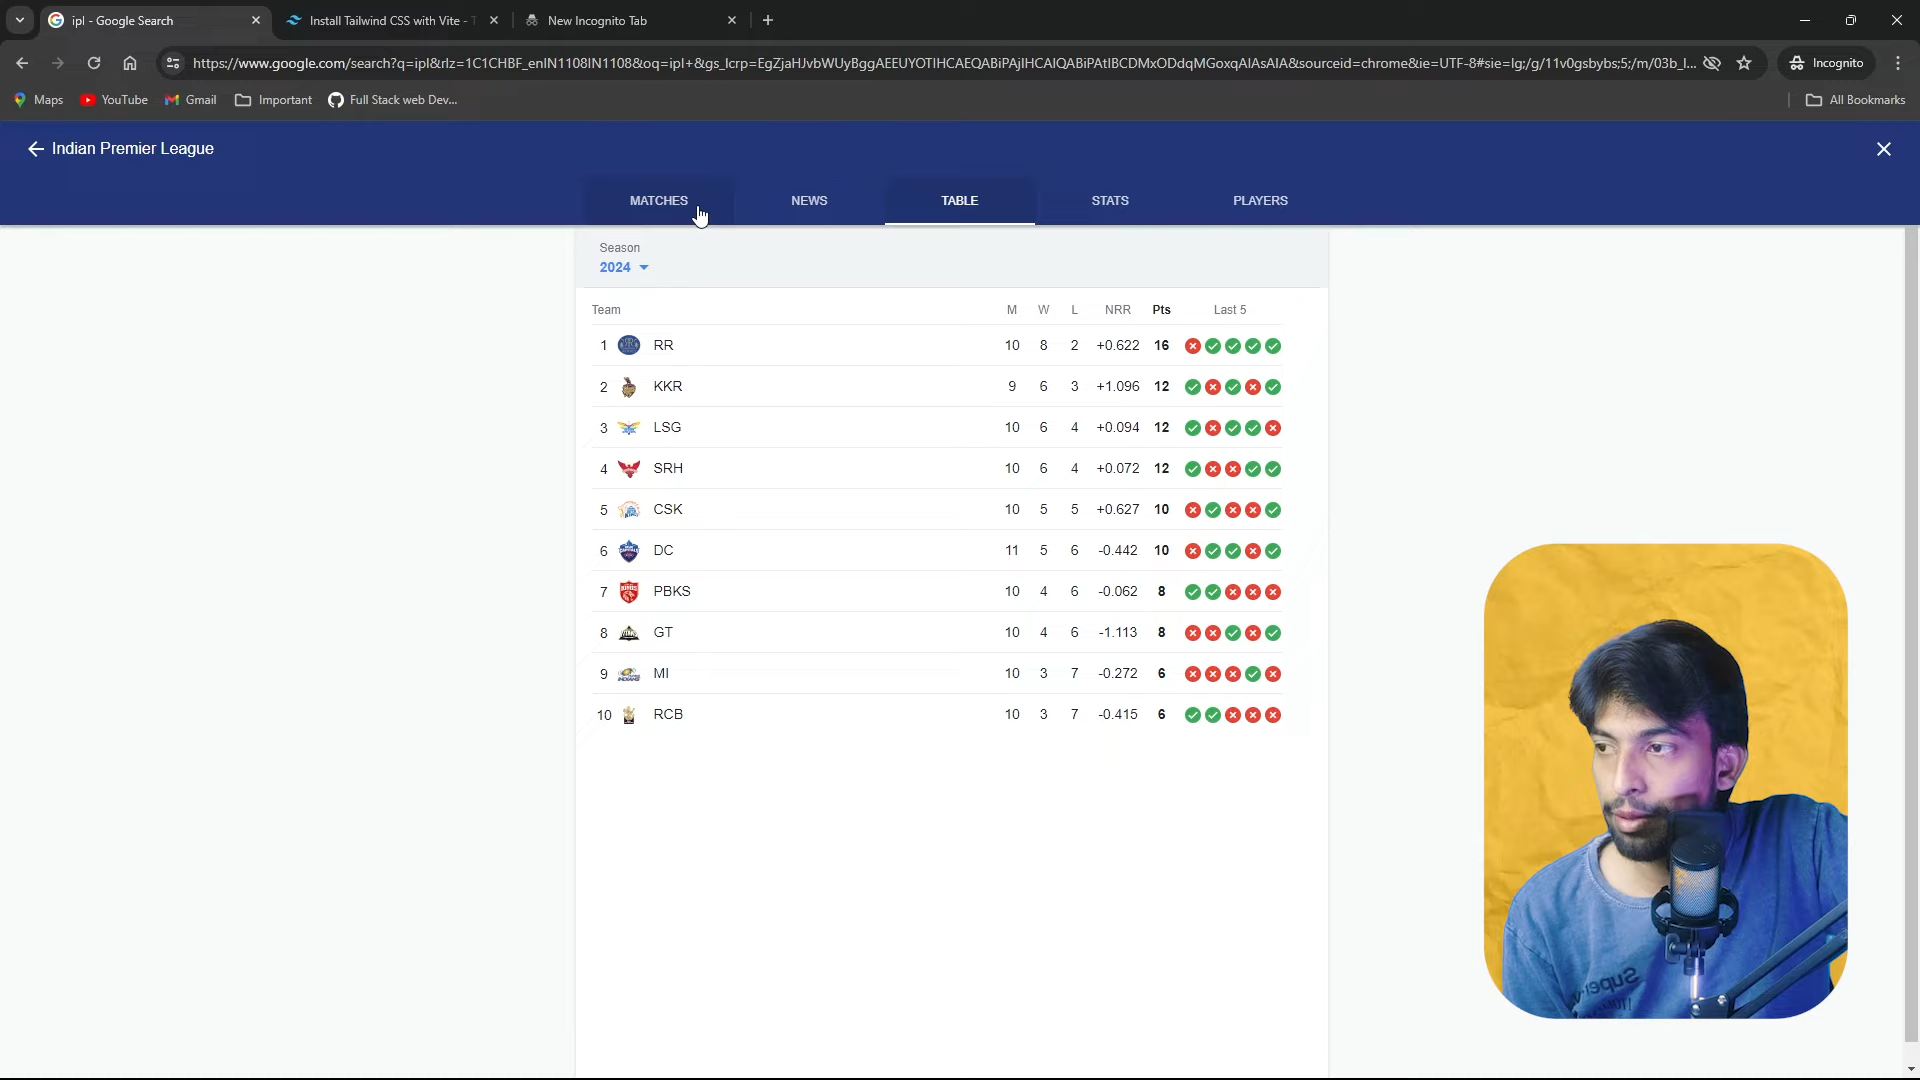 ipl - Google Search
Install Tailwind CSS with Vite -
New Incognito Tab
https://www.google.com/search?q=ipl&rlz=1C1CHBF_enIN1108IN1108&oq=ipl+&gs_lcrp=EgZjaHJvbWUyBggAEEUYOTIHCAEQABiPAjIHCAIQABiPAtIBCDMxODdqMGoxqAIAsAIA&sourceid=chrome&ie=UTF-8#sie=lg;/g/11v0gsbybs;5;/m/03b_l...
Incognito
Maps
YouTube
Gmail
Important
Full Stack web Dev...
All Bookmarks
Indian Premier League
MATCHES
NEWS
TABLE
STATS
PLAYERS
Season
2024
Team M W L NRR Pts Last 5
1 RR 10 8 2 +0.622 16
2 KKR 9 6 3 +1.096 12
3 LSG 10 6 4 +0.094 12
4 SRH 10 6 4 +0.072 12
5 CSK 10 5 5 +0.627 10
6 DC 11 5 6 -0.442 10
7 PBKS 10 4 6 -0.062 8
8 GT 10 4 6 -1.113 8
9 MI 10 3 7 -0.272 6
10 RCB 10 3 7 -0.415 6